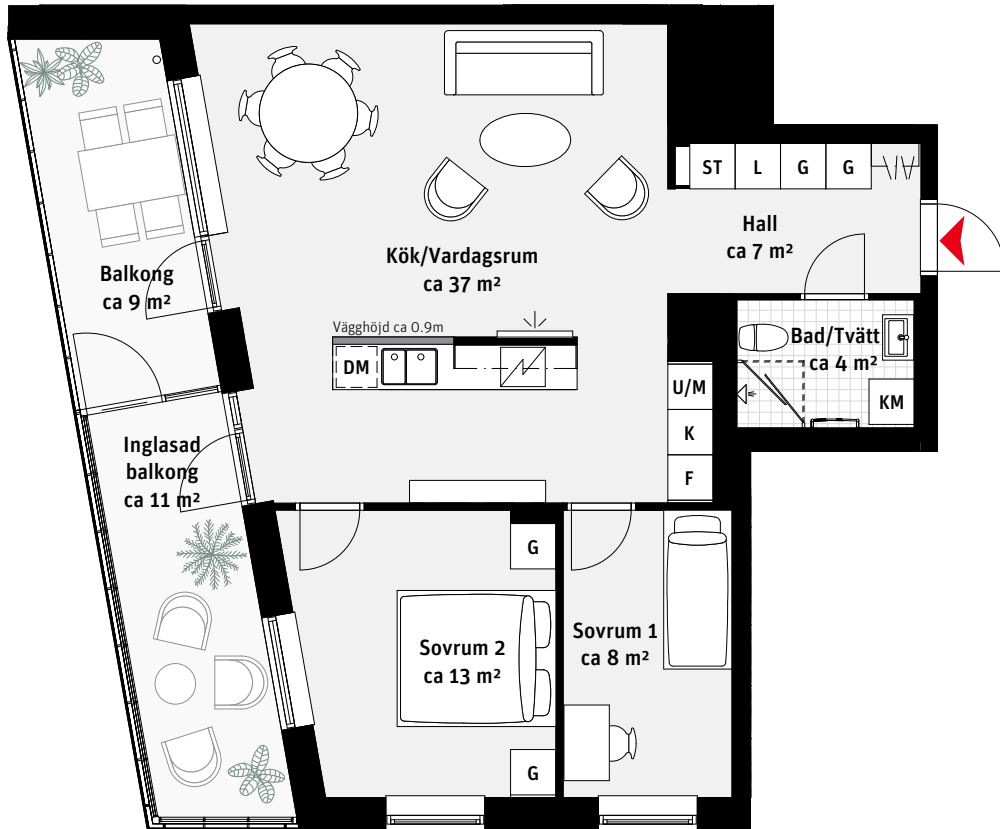 ST
L
G
G
Hall
ca 7 m²
Kök/Vardagsrum
ca 37 m²
Balkong
ca 9 m²
Vägghöjd ca 0.9m
DM
Bad/Tvätt
ca 4 m²
KM
U/M
K
F
Inglasad
balkong
ca 11 m²
G
Sovrum 2
ca 13 m²
G
Sovrum 1
ca 8 m²